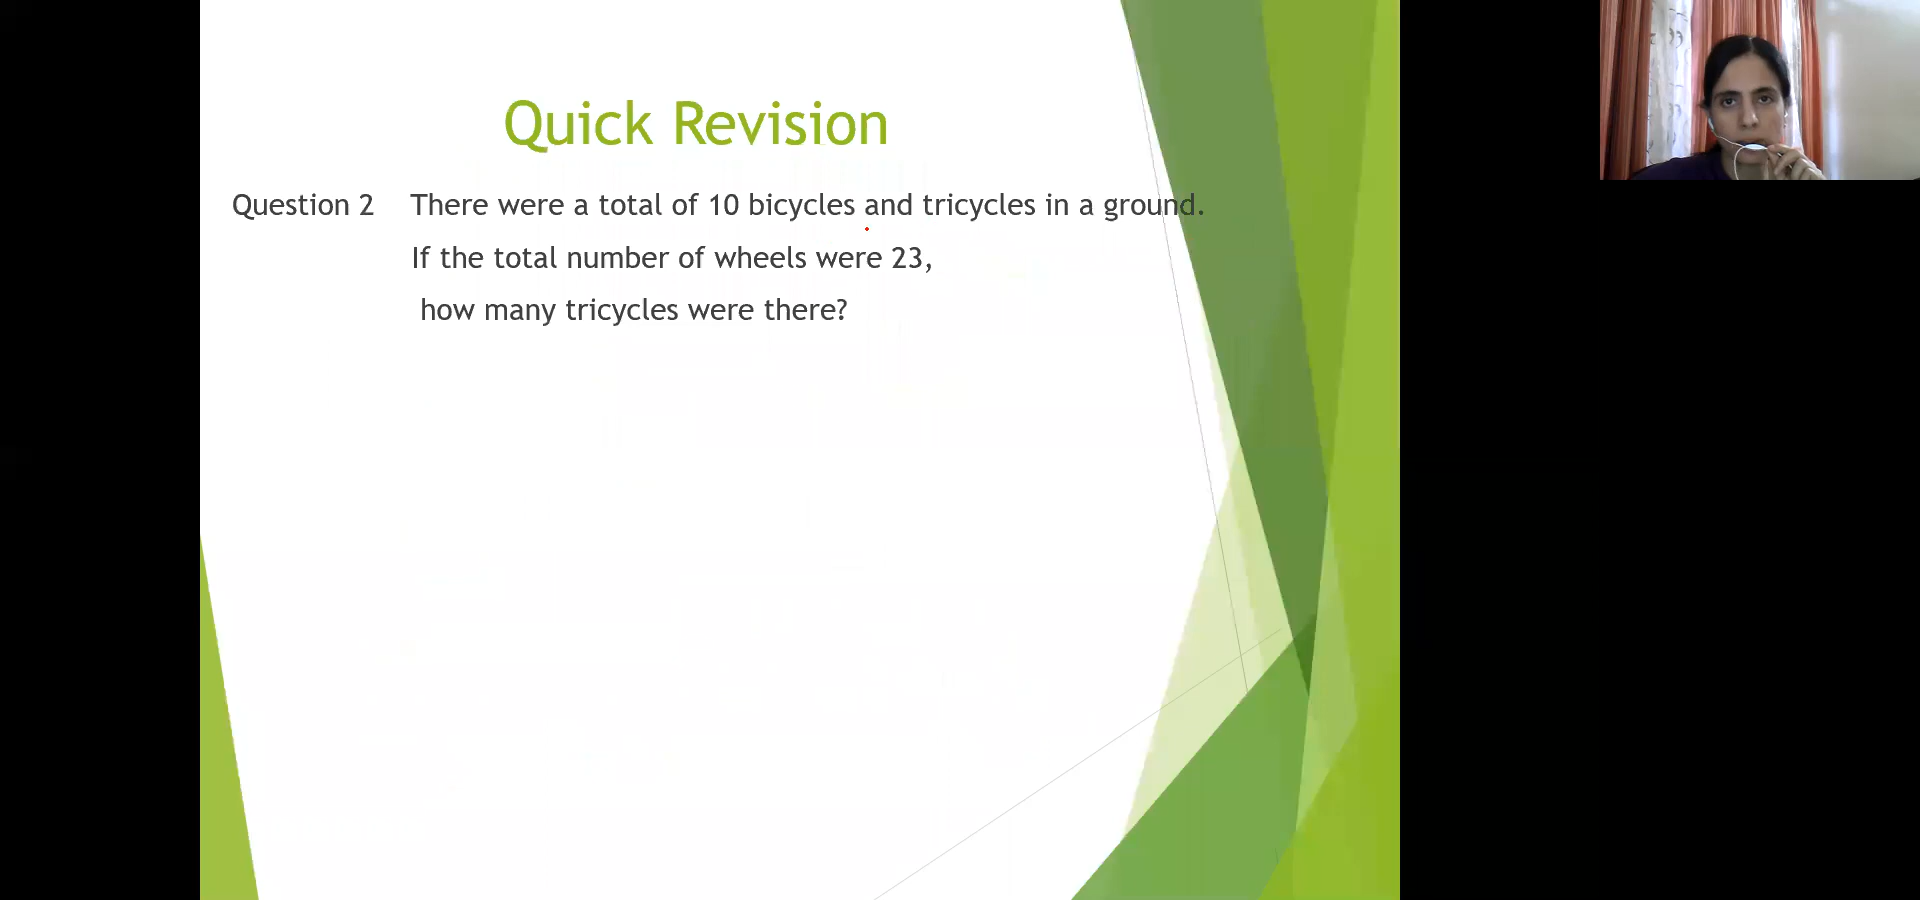 Quick Revision
Question 2 There were a total of 10 bicycles and tricycles in a ground.
If the total number of wheels were 23,
how many tricycles were there?